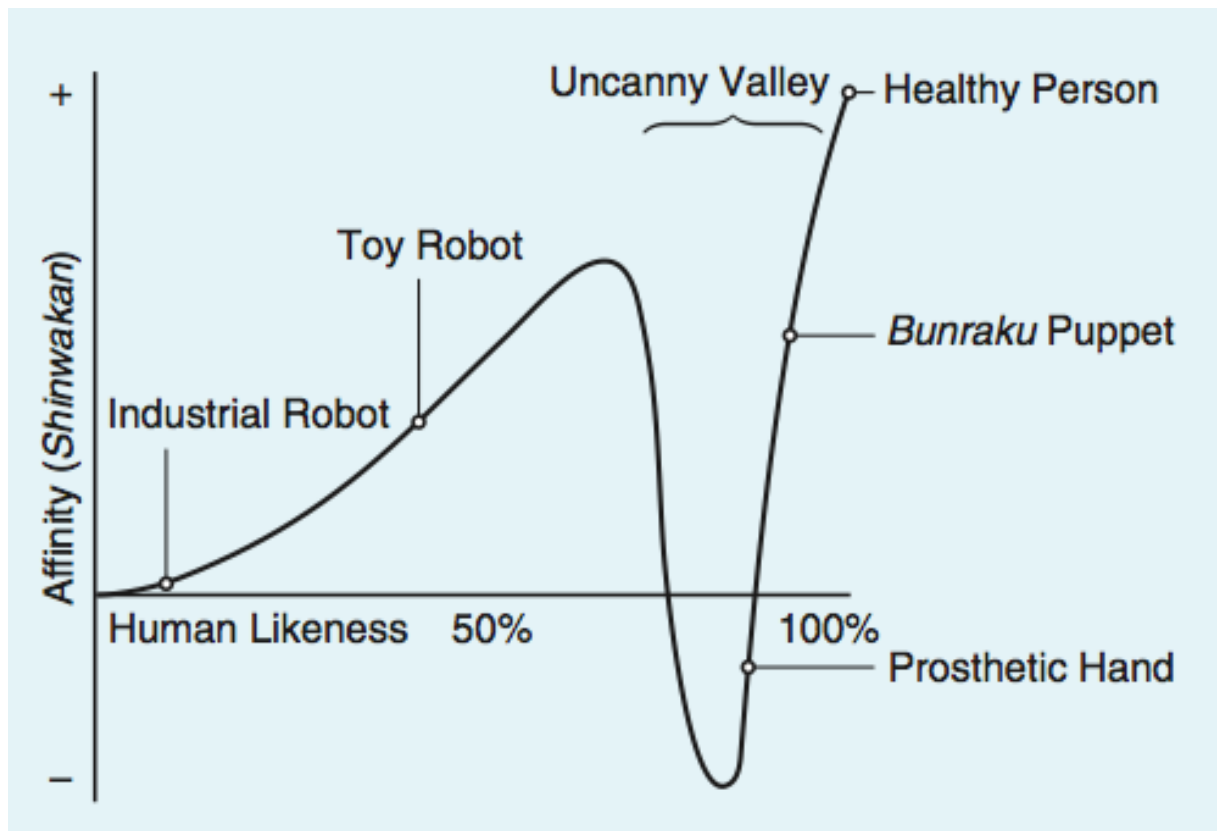 +
Uncanny Valley
Healthy Person
Toy Robot
Bunraku Puppet
Industrial Robot
Affinity (Shinwakan)
Human Likeness 50% 100%
Prosthetic Hand
–